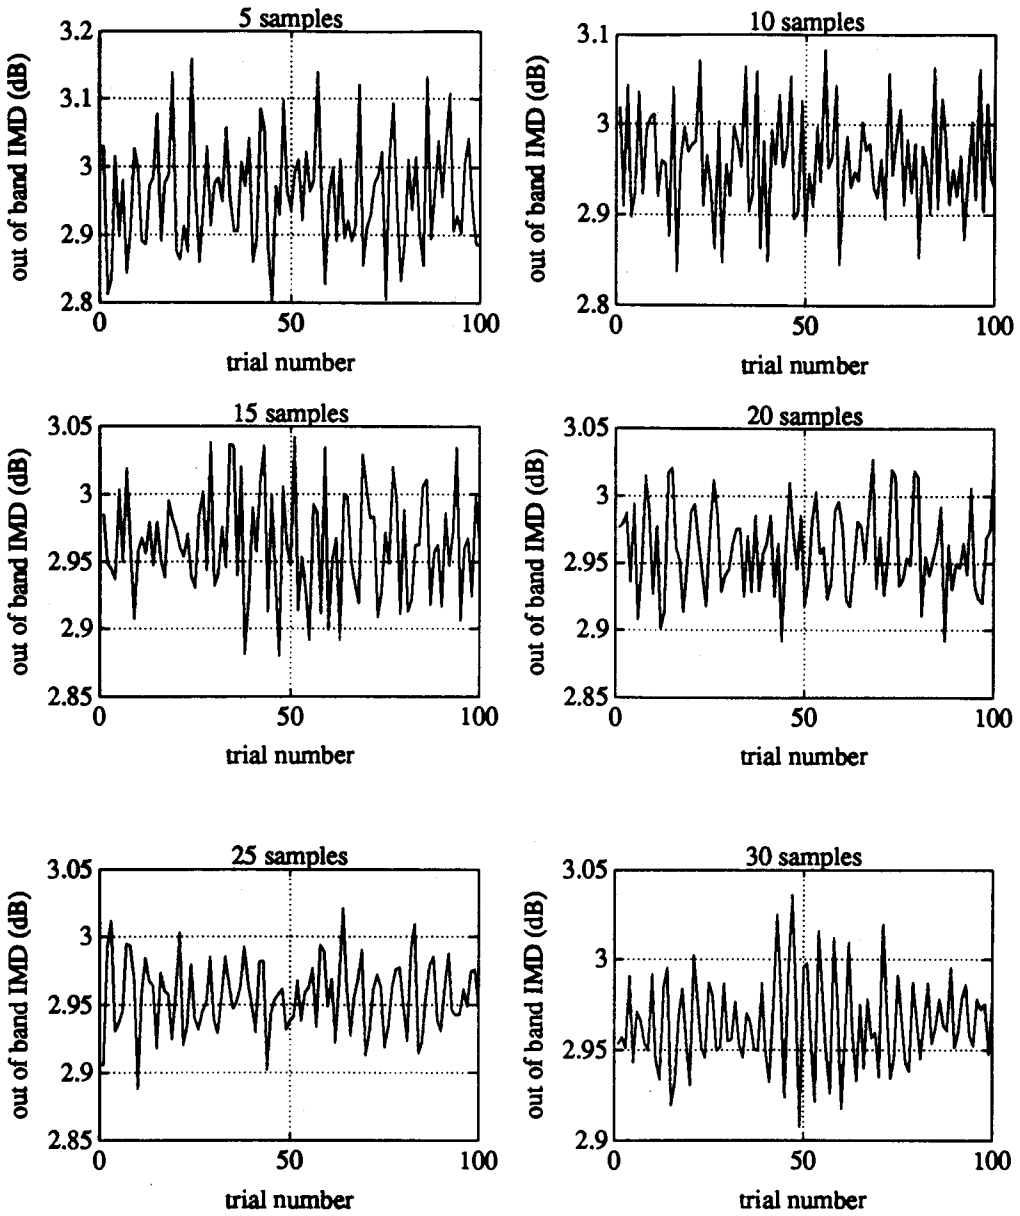 5 samples
out of band IMD (dB)
3.2
3.1
3
2.9
2.8
0
50
100
trial number
10 samples
out of band IMD (dB)
3.1
3
2.9
2.8
0
50
100
trial number
15 samples
out of band IMD (dB)
3.05
3
2.95
2.9
2.85
0
50
100
trial number
20 samples
out of band IMD (dB)
3.05
3
2.95
2.9
2.85
0
50
100
trial number
25 samples
out of band IMD (dB)
3.05
3
2.95
2.9
2.85
0
50
100
trial number
30 samples
out of band IMD (dB)
3.05
3
2.95
2.9
0
50
100
trial number